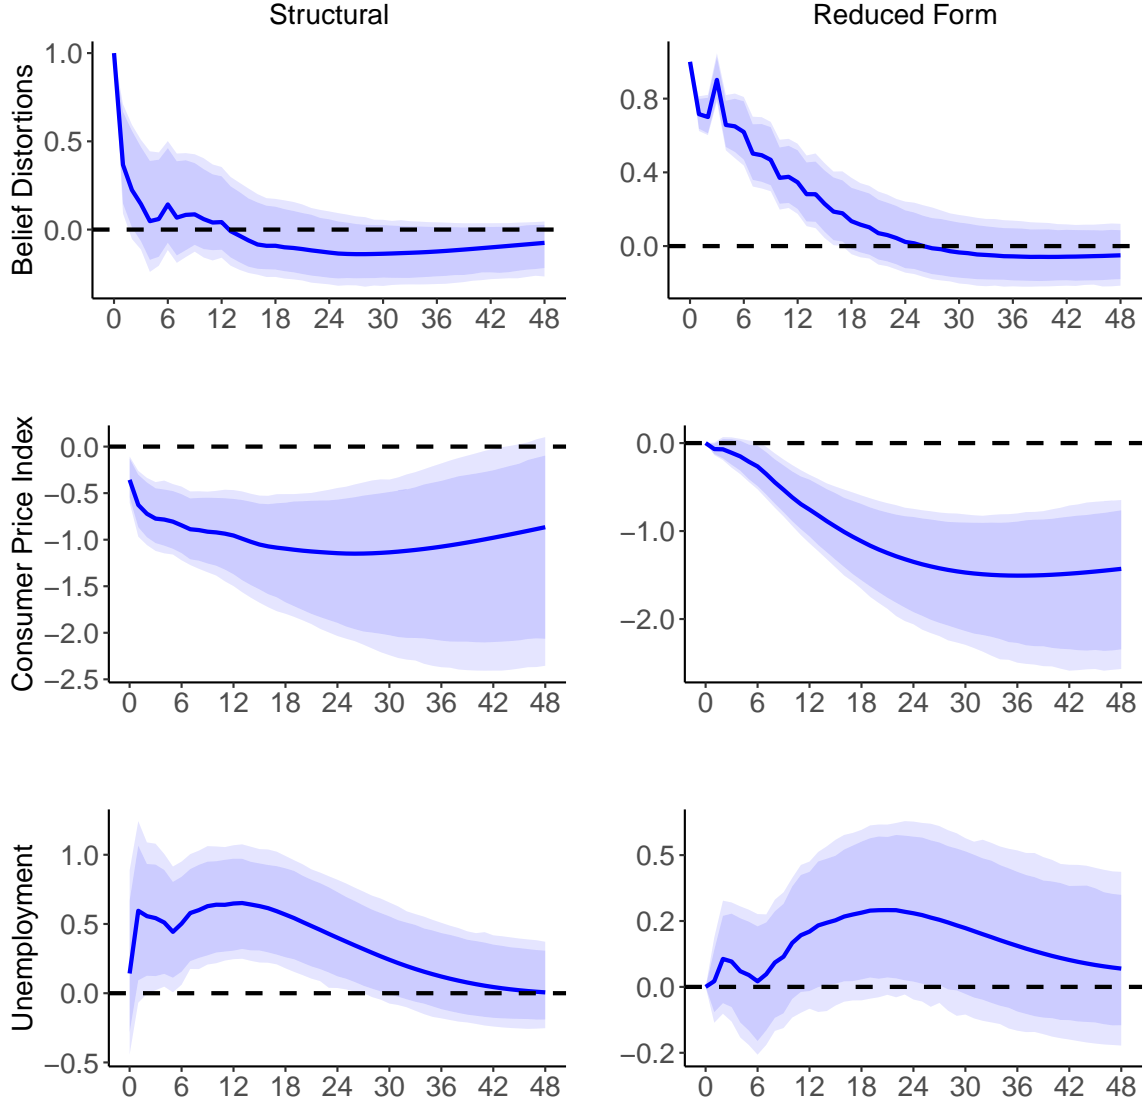 Structural
Reduced Form
Belief Distortions
1.0
0.5
0.0
0 6 12 18 24 30 36 42 48
0.8
0.4
0.0
0 6 12 18 24 30 36 42 48
Consumer Price Index
0.0
−0.5
−1.0
−1.5
−2.0
−2.5
0 6 12 18 24 30 36 42 48
0.0
−1.0
−2.0
0 6 12 18 24 30 36 42 48
Unemployment
1.0
0.5
0.0
−0.5
0 6 12 18 24 30 36 42 48
0.5
0.2
0.0
−0.2
0 6 12 18 24 30 36 42 48